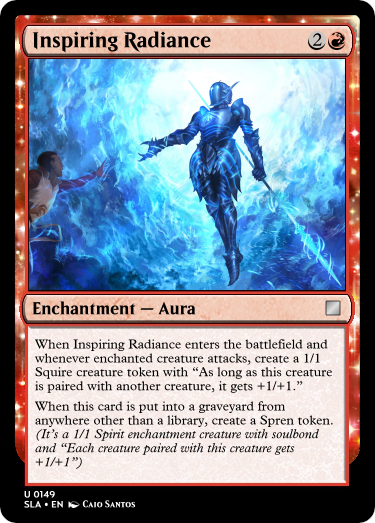 Inspiring Radiance 2
Enchantment — Aura
When Inspiring Radiance enters the battlefield and
whenever enchanted creature attacks, create a 1/1
Squire creature token with “As long as this creature
is paired with another creature, it gets +1/+1.”
When this card is put into a graveyard from
anywhere other than a library, create a Spren token.
(It’s a 1/1 Spirit enchantment creature with soulbond
and “Each creature paired with this creature gets
+1/+1”)
U 0149
SLA • EN Caio Santos